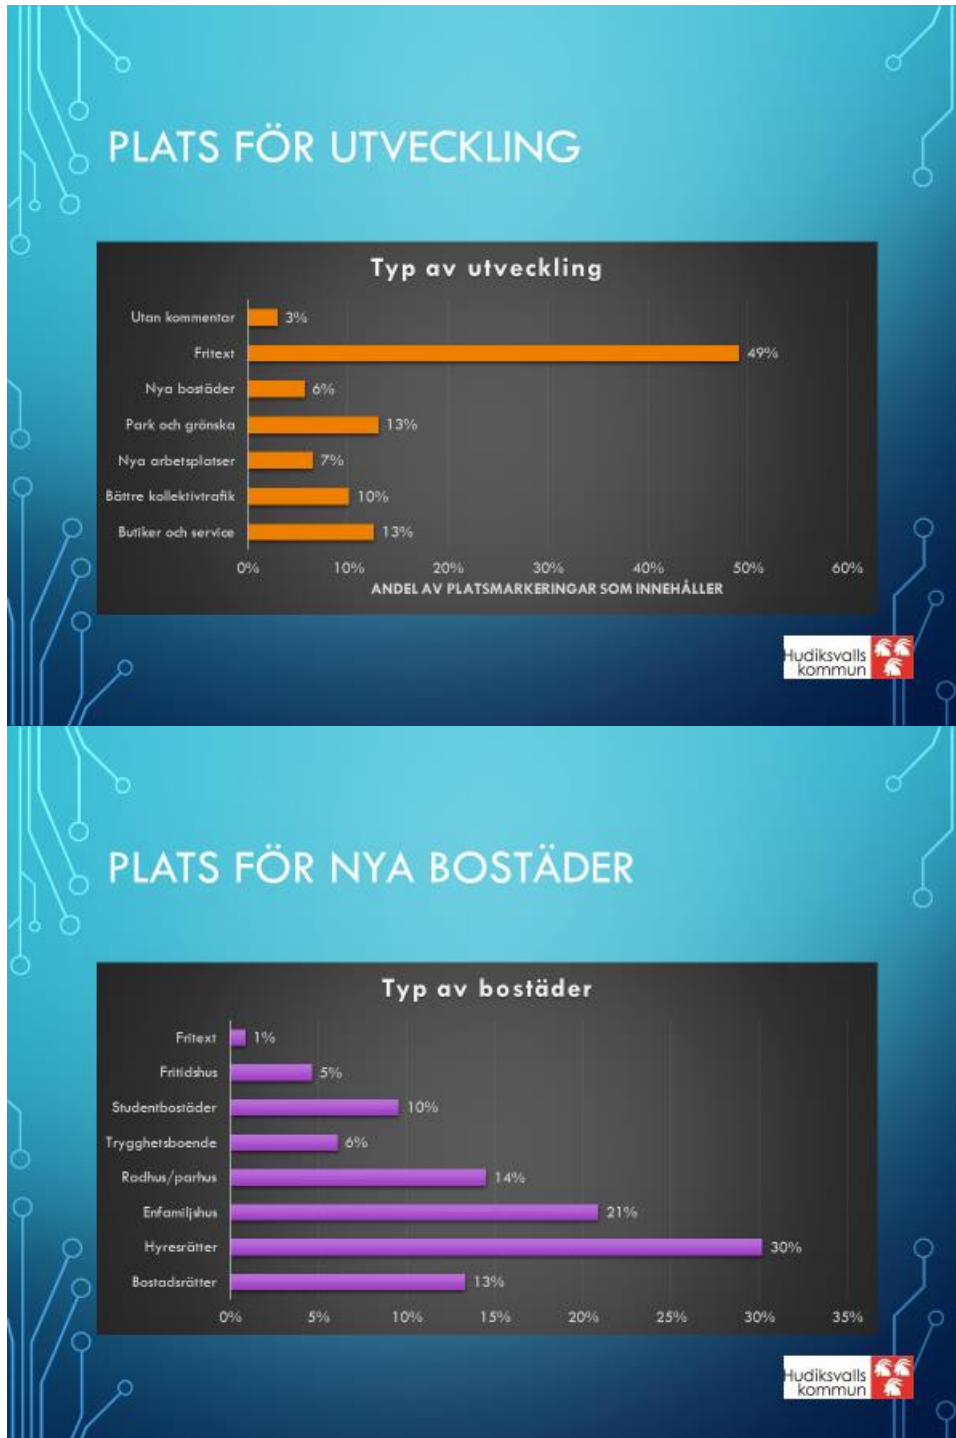 PLATS FÖR UTVECKLING
Typ av utveckling
Utan kommentar 3%
Fritext 49%
Nya bostäder 6%
Park och grönska 13%
Nya arbetsplatser 7%
Bättre kollektivtrafik 10%
Butiker och service 13%
0% 10% 20% 30% 40% 50% 60%
ANDEL AV PLATSMARKERINGAR SOM INNEHÅLLER
Hudiksvalls
kommun
PLATS FÖR NYA BOSTÄDER
Typ av bostäder
Fritext 1%
Fritidshus 5%
Studentbostäder 10%
Trygghetsboende 6%
Radhus/parhus 14%
Enfamiljshus 21%
Hyresrätter 30%
Bostadsrätter 13%
0% 5% 10% 15% 20% 25% 30% 35%
Hudiksvalls
kommun